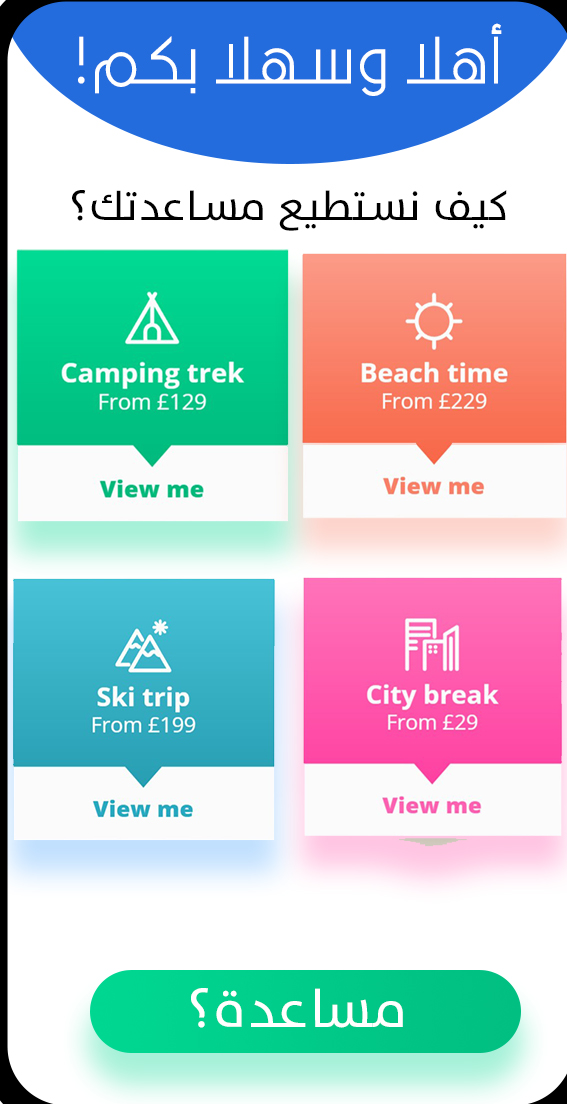 أهلا وسهلا بكم!
كيف نستطيع مساعدتك؟
Camping trek
From £129
View me
Beach time
From £229
View me
Ski trip
From £199
View me
City break
From £29
View me
مساعدة؟